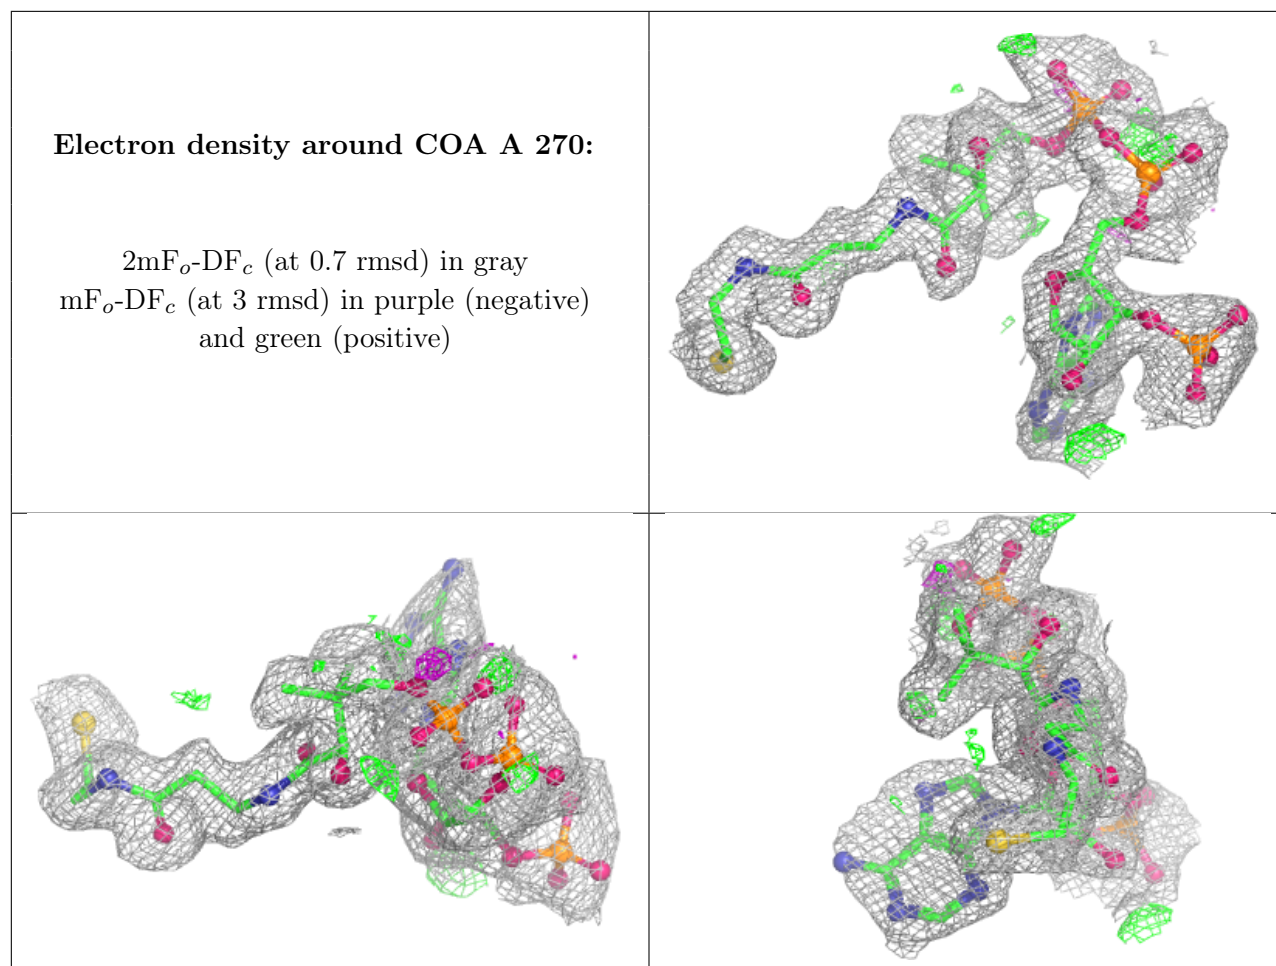 Electron density around COA A 270:
2mFo-DFc (at 0.7 rmsd) in gray
mFo-DFc (at 3 rmsd) in purple (negative)
and green (positive)